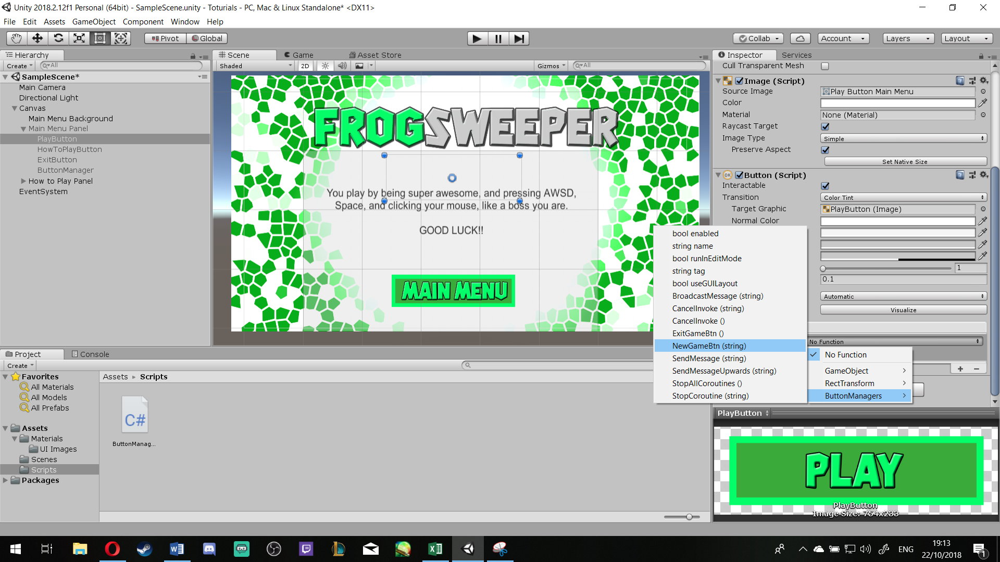 Unity 2018.2.12f1 Personal (64bit) - SampleScene.unity - Toturials - PC, Mac & Linux Standalone* <DX11>
File Edit Assets GameObject Component Window Help
Pivot Global Collab Account Layers Layout
Hierarchy
Create All
SampleScene*
Main Camera
Directional Light
Canvas
Main Menu Background
Main Menu Panel
PlayButton
HowToPlayButton
ExitButton
ButtonManager
How to Play Panel
EventSystem
Scene Game Asset Store
Shaded 2D Gizmos All
FROGSWEEPER
You play by being super awesome, and pressing AWSD,
Space, and clicking your mouse, like a boss you are.
GOOD LUCK!!
MAIN MENU
Inspector Services
Cull Transparent Mesh
Image (Script)
Source Image Play Button Main Menu
Color
Material None (Material)
Raycast Target
Image Type Simple
Preserve Aspect
Set Native Size
OK Button (Script)
Interactable
Transition Color Tint
Target Graphic PlayButton (Image)
Normal Color
1
0.1
Automatic
Visualize
No Function
bool enabled
string name
bool runInEditMode
string tag
bool useGUILayout
BroadcastMessage (string)
CancelInvoke (string)
CancelInvoke ()
ExitGameBtn ()
NewGameBtn (string)
SendMessage (string)
SendMessageUpwards (string)
StopAllCoroutines ()
StopCoroutine (string)
No Function
GameObject
RectTransform
ButtonManagers
Project Console
Create
Favorites
All Materials
All Models
All Prefabs
Assets
Materials
UI Images
Scenes
Scripts
Packages
Assets Scripts
C#
ButtonManag...
PlayButton
PLAY
PlayButton
Image Size: 754x233
ENG
19:13
22/10/2018
1